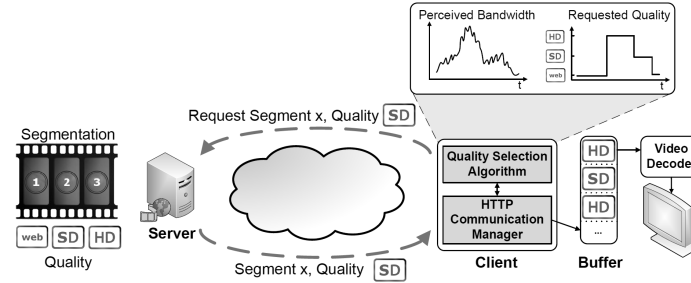 Perceived Bandwidth
Requested Quality
HD
SD
web
t
t
Request Segment x, Quality SD
Segmentation
1 2 3
web SD HD
Quality
Server
Quality Selection
Algorithm
HTTP
Communication
Manager
Client
HD
SD
HD
...
Buffer
Video
Decode
Segment x, Quality SD